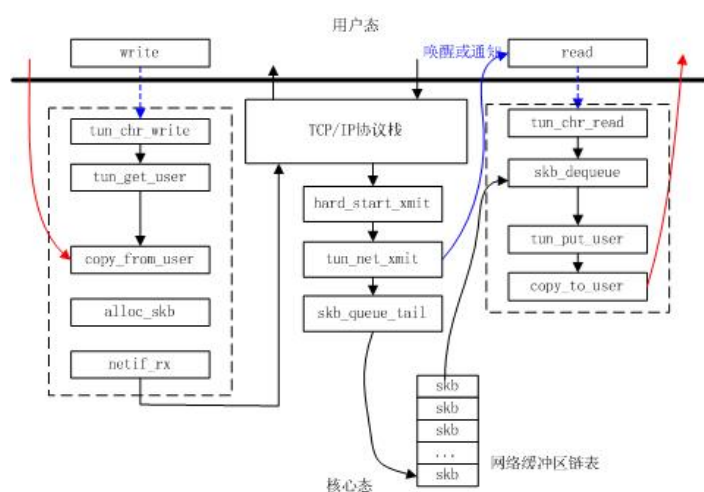 用户态
write
唤醒或通知
read
tun_chr_write
tun_get_user
copy_from_user
alloc_skb
netif_rx
TCP/IP协议栈
hard_start_xmit
tun_net_xmit
skb_queue_tail
tun_chr_read
skb_dequeue
tun_put_user
copy_to_user
skb
skb
skb
...
skb
网络缓冲区链表
核心态